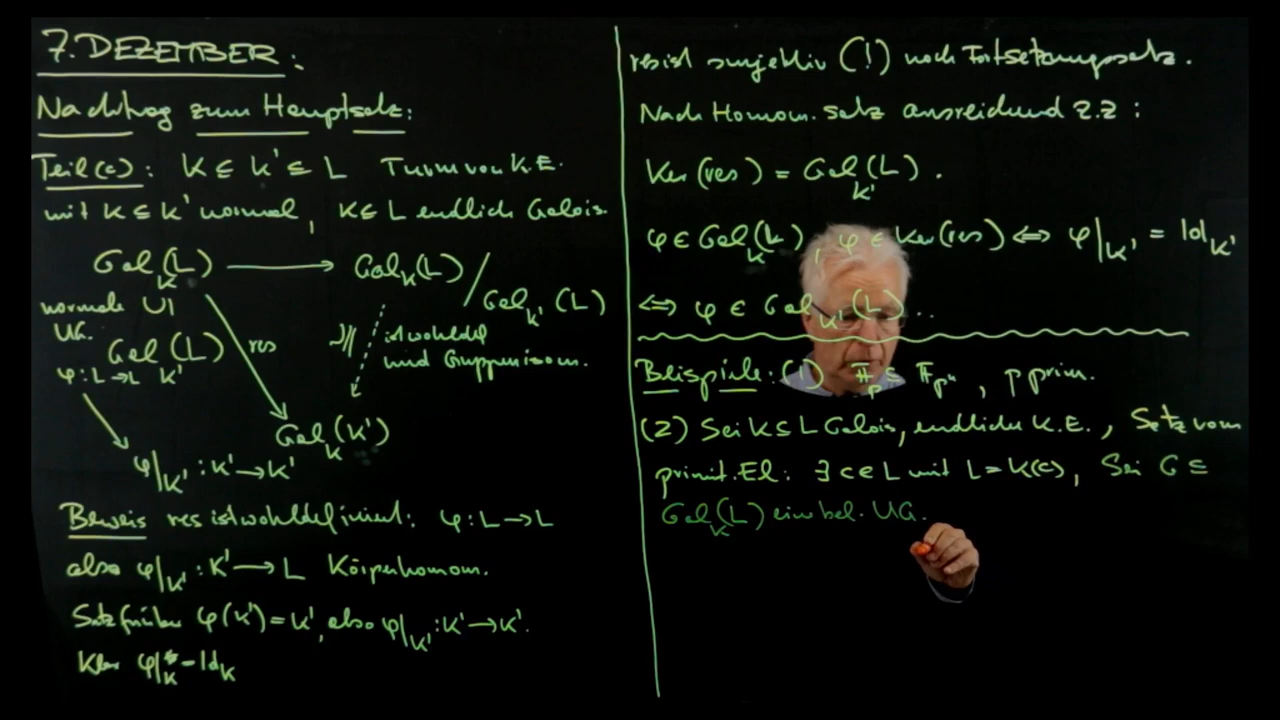 7. DEZEMBER:
Nachtrag zum Hauptsatz:
Teil (c): K ⊆ K' ⊆ L Turm von K.E.
mit K ⊆ K' normal, K ⊆ L endlich Galois.
Gal_K(L) ⟶ Gal_K(L) / Gal_K'(L)
normale U1
UG. Gal_K'(L)
res
ist wohldef
und Gruppenisom.
φ: L → L
Gal_K(K')
φ|_K' : K' → K'
Beweis res ist wohldefiniert: φ: L → L
also φ|_K' : K' ⟶ L Körperhomom.
Satz früher φ(K') = K', also φ|_K' : K' → K'.
Klar φ|_K = Id_K
res ist surjektiv (!) nach Fortsetzungssatz.
Nach Homom. satz ausreichend z.z:
Ker (res) = Gal_K'(L).
φ ∈ Gal_K(L), φ ∈ Ker(res) ⟺ φ|_K' = Id_K'
⟺ φ ∈ Gal_K'(L). .
Beispiele: (1) 𝔽_p ⊆ 𝔽_pⁿ, p prim.
(2) Sei K ⊆ L Galois, endliche K.E., Satz vom
primit. El: ∃ c ∈ L mit L = K(c), Sei G ⊆
Gal_K(L) ein bel. UG.